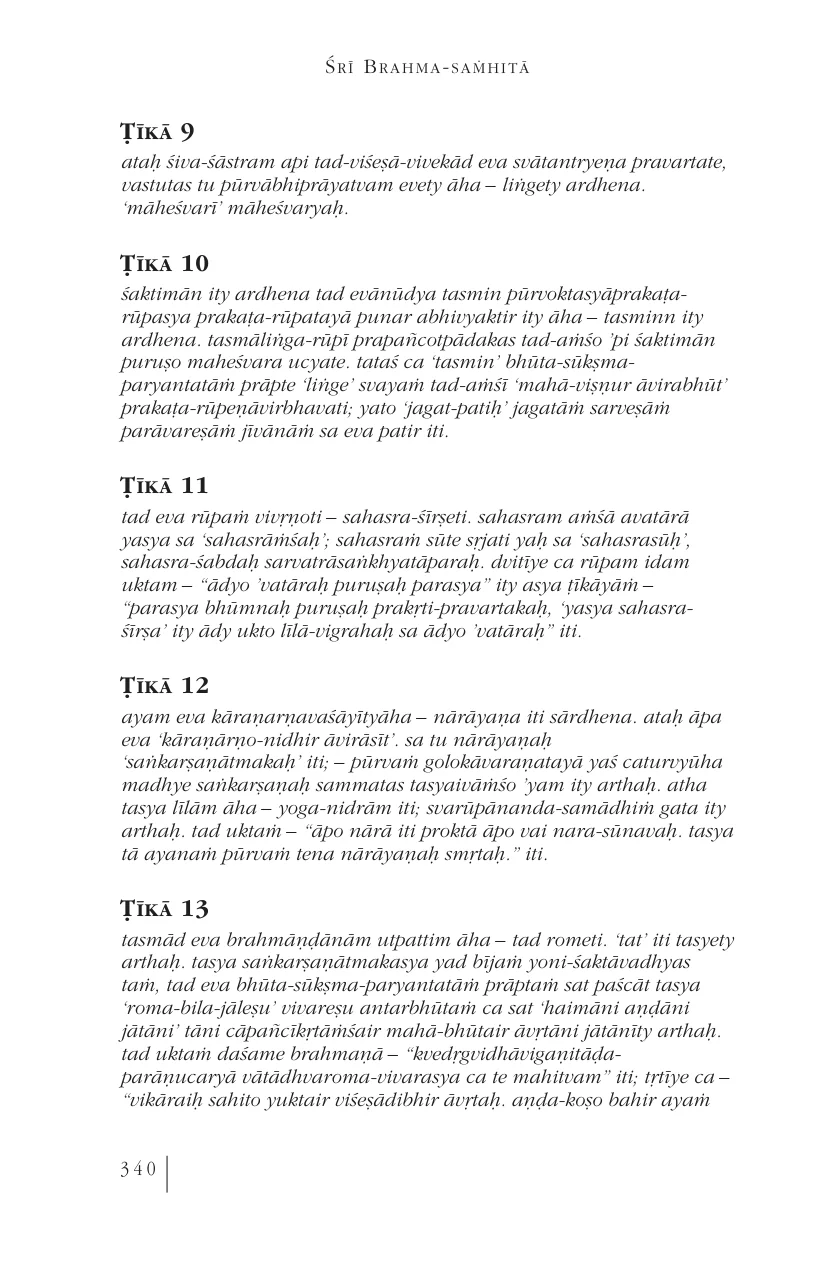 Śrī Brahma-saṁhitā
Ṭīkā 9
ataḥ śiva-śāstram api tad-viśeṣā-vivekād eva svātantryeṇa pravartate,
vastutas tu pūrvābhiprāyatvam evety āha – liṅgety ardhena.
‘māheśvarī’ māheśvaryaḥ.
Ṭīkā 10
śaktimān ity ardhena tad evānūdya tasmin pūrvoktasyāprakaṭa-
rūpasya prakaṭa-rūpatayā punar abhivyaktir ity āha – tasminn ity
ardhena. tasmāliṅga-rūpī prapañcotpādakas tad-aṁśo ’pi śaktimān
puruṣo maheśvara ucyate. tataś ca ‘tasmin’ bhūta-sūkṣma-
paryantatāṁ prāpte ‘liṅge’ svayaṁ tad-aṁśī ‘mahā-viṣṇur āvirabhūt’
prakaṭa-rūpeṇāvirbhavati; yato ‘jagat-patiḥ’ jagatāṁ sarveṣāṁ
parāvareṣāṁ jīvānāṁ sa eva patir iti.
Ṭīkā 11
tad eva rūpaṁ vivṛṇoti – sahasra-śīrṣeti. sahasram aṁśā avatārā
yasya sa ‘sahasrāṁśaḥ’; sahasraṁ sūte sṛjati yaḥ sa ‘sahasrasūḥ’,
sahasra-śabdaḥ sarvatrāsaṅkhyatāparaḥ. dvitīye ca rūpam idam
uktam – “ādyo ’vatāraḥ puruṣaḥ parasya” ity asya ṭīkāyām –
“parasya bhūmnaḥ puruṣaḥ prakṛti-pravartakaḥ, ‘yasya sahasra-
śīrṣa’ ity ādy ukto līlā-vigrahaḥ sa ādyo ’vatāraḥ” iti.
Ṭīkā 12
ayam eva kāraṇarṇavaśāyītyāha – nārāyaṇa iti sārdhena. ataḥ āpa
eva ‘kāraṇārṇo-nidhir āvirāsīt’. sa tu nārāyaṇaḥ
‘saṅkarṣaṇātmakaḥ’ iti; – pūrvaṁ golokāvaraṇatayā yaś caturvyūha
madhye saṅkarṣaṇaḥ sammatas tasyaivāṁśo ’yam ity arthaḥ. atha
tasya līlām āha – yoga-nidrām iti; svarūpānanda-samādhiṁ gata ity
arthaḥ. tad uktaṁ – “āpo nārā iti proktā āpo vai nara-sūnavaḥ. tasya
tā ayanaṁ pūrvaṁ tena nārāyaṇaḥ smṛtaḥ.” iti.
Ṭīkā 13
tasmād eva brahmāṇḍānām utpattim āha – tad rometi. ‘tat’ iti tasyety
arthaḥ. tasya saṅkarṣaṇātmakasya yad bījaṁ yoni-śaktāvadhyas
taṁ, tad eva bhūta-sūkṣma-paryantatāṁ prāptaṁ sat paścāt tasya
‘roma-bila-jāleṣu’ vivareṣu antarbhūtaṁ ca sat ‘haimāni aṇḍāni
jātāni’ tāni cāpañcīkṛtāṁśair mahā-bhūtair āvṛtāni jātānīty arthaḥ.
tad uktaṁ daśame brahmaṇā – “kvedṛgvidhāvigaṇitāḍa-
parāṇucaryā vātādhvaroma-vivarasya ca te mahitvam” iti; tṛtīye ca –
“vikāraiḥ sahito yuktair viśeṣādibhir āvṛtaḥ. aṇḍa-koṣo bahir ayaṁ
340